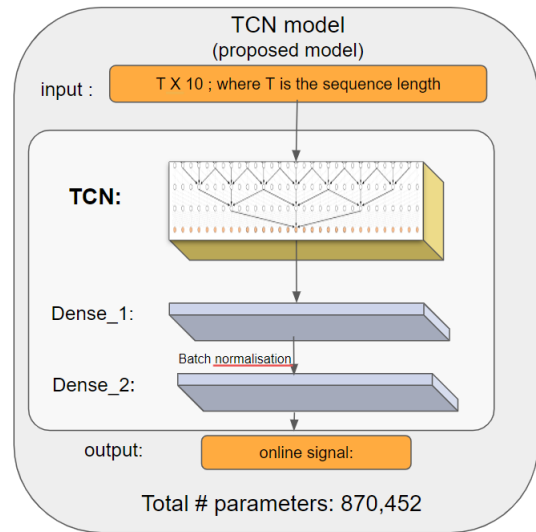 TCN model
(proposed model)
input :
T X 10 ; where T is the sequence length
TCN:
Dense_1:
Batch normalisation
Dense_2:
output:
online signal:
Total # parameters: 870,452